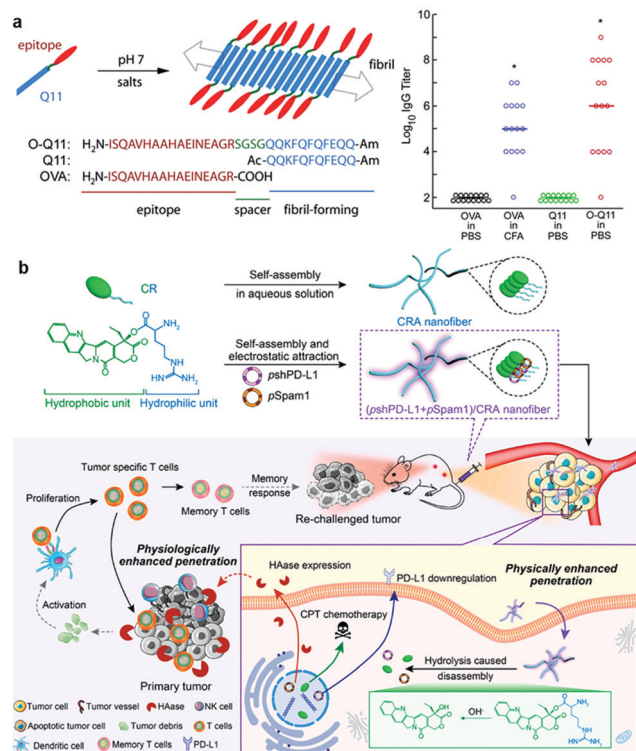 a
epitope
Q11
pH 7
salts
fibril
O-Q11: H2N-ISQAVHAAHAEINEAGRSGSGQQKFQFQFEQQ-Am
Q11: Ac-QQKFQFQFEQQ-Am
OVA: H2N-ISQAVHAAHAEINEAGR-COOH
epitope spacer fibril-forming
Log10 IgG Titer
10
8
6
4
2
* *
OVA in PBS
OVA in CFA
Q11 in PBS
O-Q11 in PBS
b
CR
Hydrophobic unit Hydrophilic unit
Self-assembly
in aqueous solution
CRA nanofiber
Self-assembly and
electrostatic attraction
pshPD-L1
pSpam1
(pshPD-L1+pSpam1)/CRA nanofiber
Tumor specific T cells
Proliferation
Memory T cells
Memory
response
Re-challenged tumor
Activation
Physiologically
enhanced penetration
Primary tumor
HAase expression
PD-L1 downregulation
Physically enhanced
penetration
CPT chemotherapy
Hydrolysis caused
disassembly
OH-
Tumor cell Tumor vessel HAase NK cell
Apoptotic tumor cell Tumor debris T cells
Dendritic cell Memory T cells PD-L1